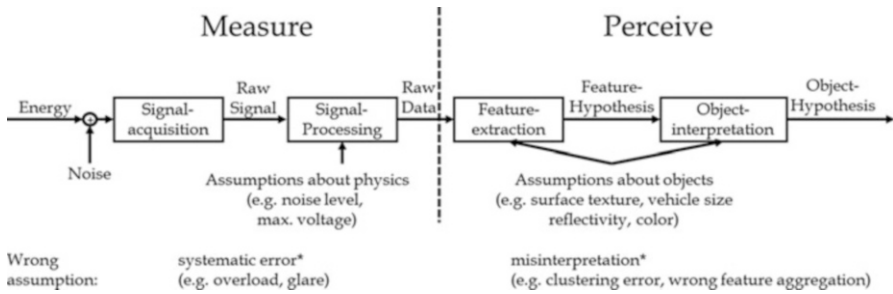 Measure
Perceive
Energy
+
Noise
Signal-
acquisition
Raw
Signal
Signal-
Processing
Raw
Data
Feature-
extraction
Feature-
Hypothesis
Object-
interpretation
Object-
Hypothesis
Assumptions about physics
(e.g. noise level,
max. voltage)
Assumptions about objects
(e.g. surface texture, vehicle size
reflectivity, color)
Wrong
assumption:
systematic error*
(e.g. overload, glare)
misinterpretation*
(e.g. clustering error, wrong feature aggregation)